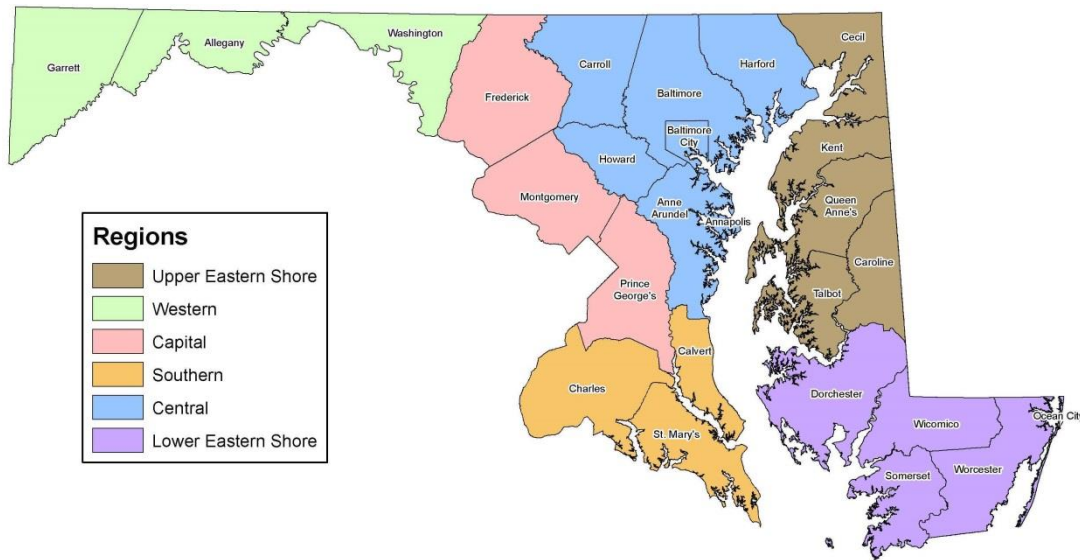 Garrett
Allegany
Washington
Frederick
Carroll
Baltimore
Harford
Cecil
Baltimore
City
Howard
Kent
Montgomery
Anne
Arundel
Annapolis
Queen
Anne's
Caroline
Prince
George's
Talbot
Calvert
Charles
St. Mary's
Dorchester
Wicomico
Ocean City
Somerset
Worcester
Regions
Upper Eastern Shore
Western
Capital
Southern
Central
Lower Eastern Shore